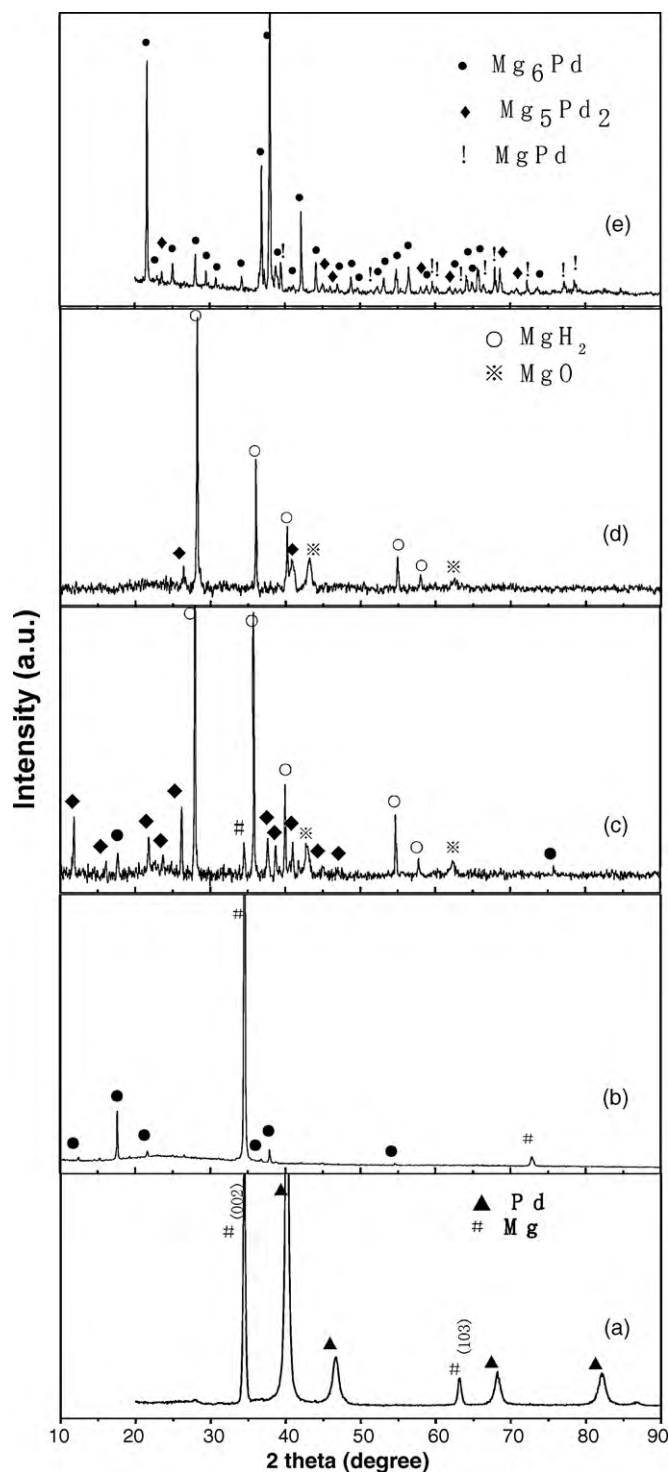 ● Mg₆Pd
◆ Mg₅Pd₂
! MgPd
(e)
○ MgH₂
※ MgO
(d)
#
(c)
#
#
(b)
▲ Pd
# Mg
# (002)
# (103)
(a)
Intensity (a.u.)
10 20 30 40 50 60 70 80 90
2 theta (degree)